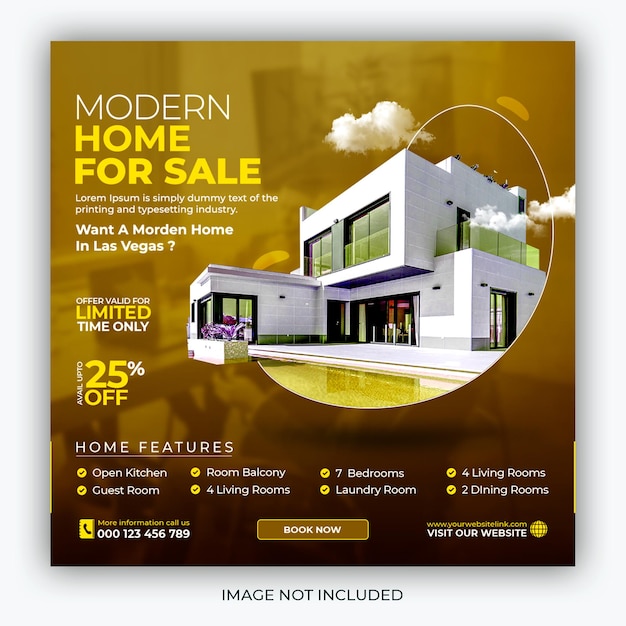 MODERN
HOME
FOR SALE
Lorem Ipsum is simply dummy text of the
printing and typesetting industry.
Want A Morden Home
In Las Vegas ?
OFFER VALID FOR
LIMITED
TIME ONLY
AVAIL UPTO
25%
OFF
HOME FEATURES
Open Kitchen
Room Balcony
7 Bedrooms
4 Living Rooms
Guest Room
4 Living Rooms
Laundry Room
2 DIning Rooms
More information call us
000 123 456 789
BOOK NOW
www.yourwebsitelink.com
VISIT OUR WEBSITE
IMAGE NOT INCLUDED